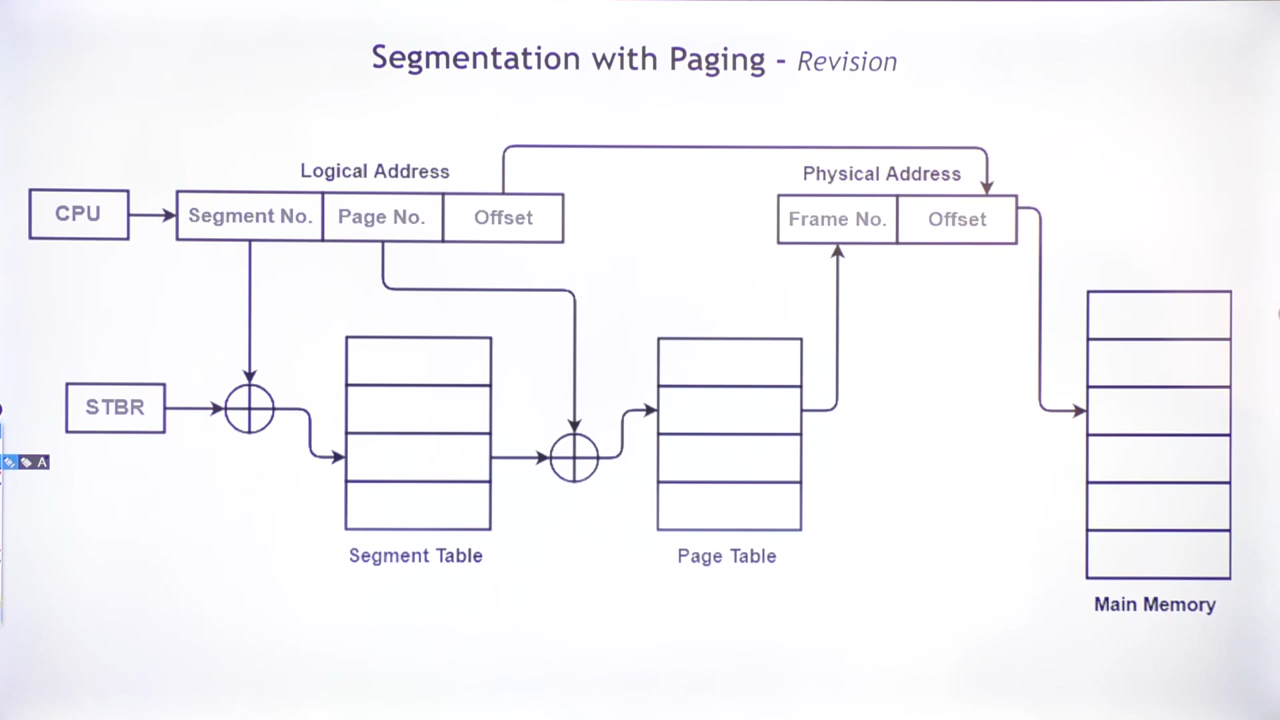 Segmentation with Paging - Revision
Logical Address
Physical Address
CPU
Segment No.
Page No.
Offset
Frame No.
Offset
STBR
A
Segment Table
Page Table
Main Memory